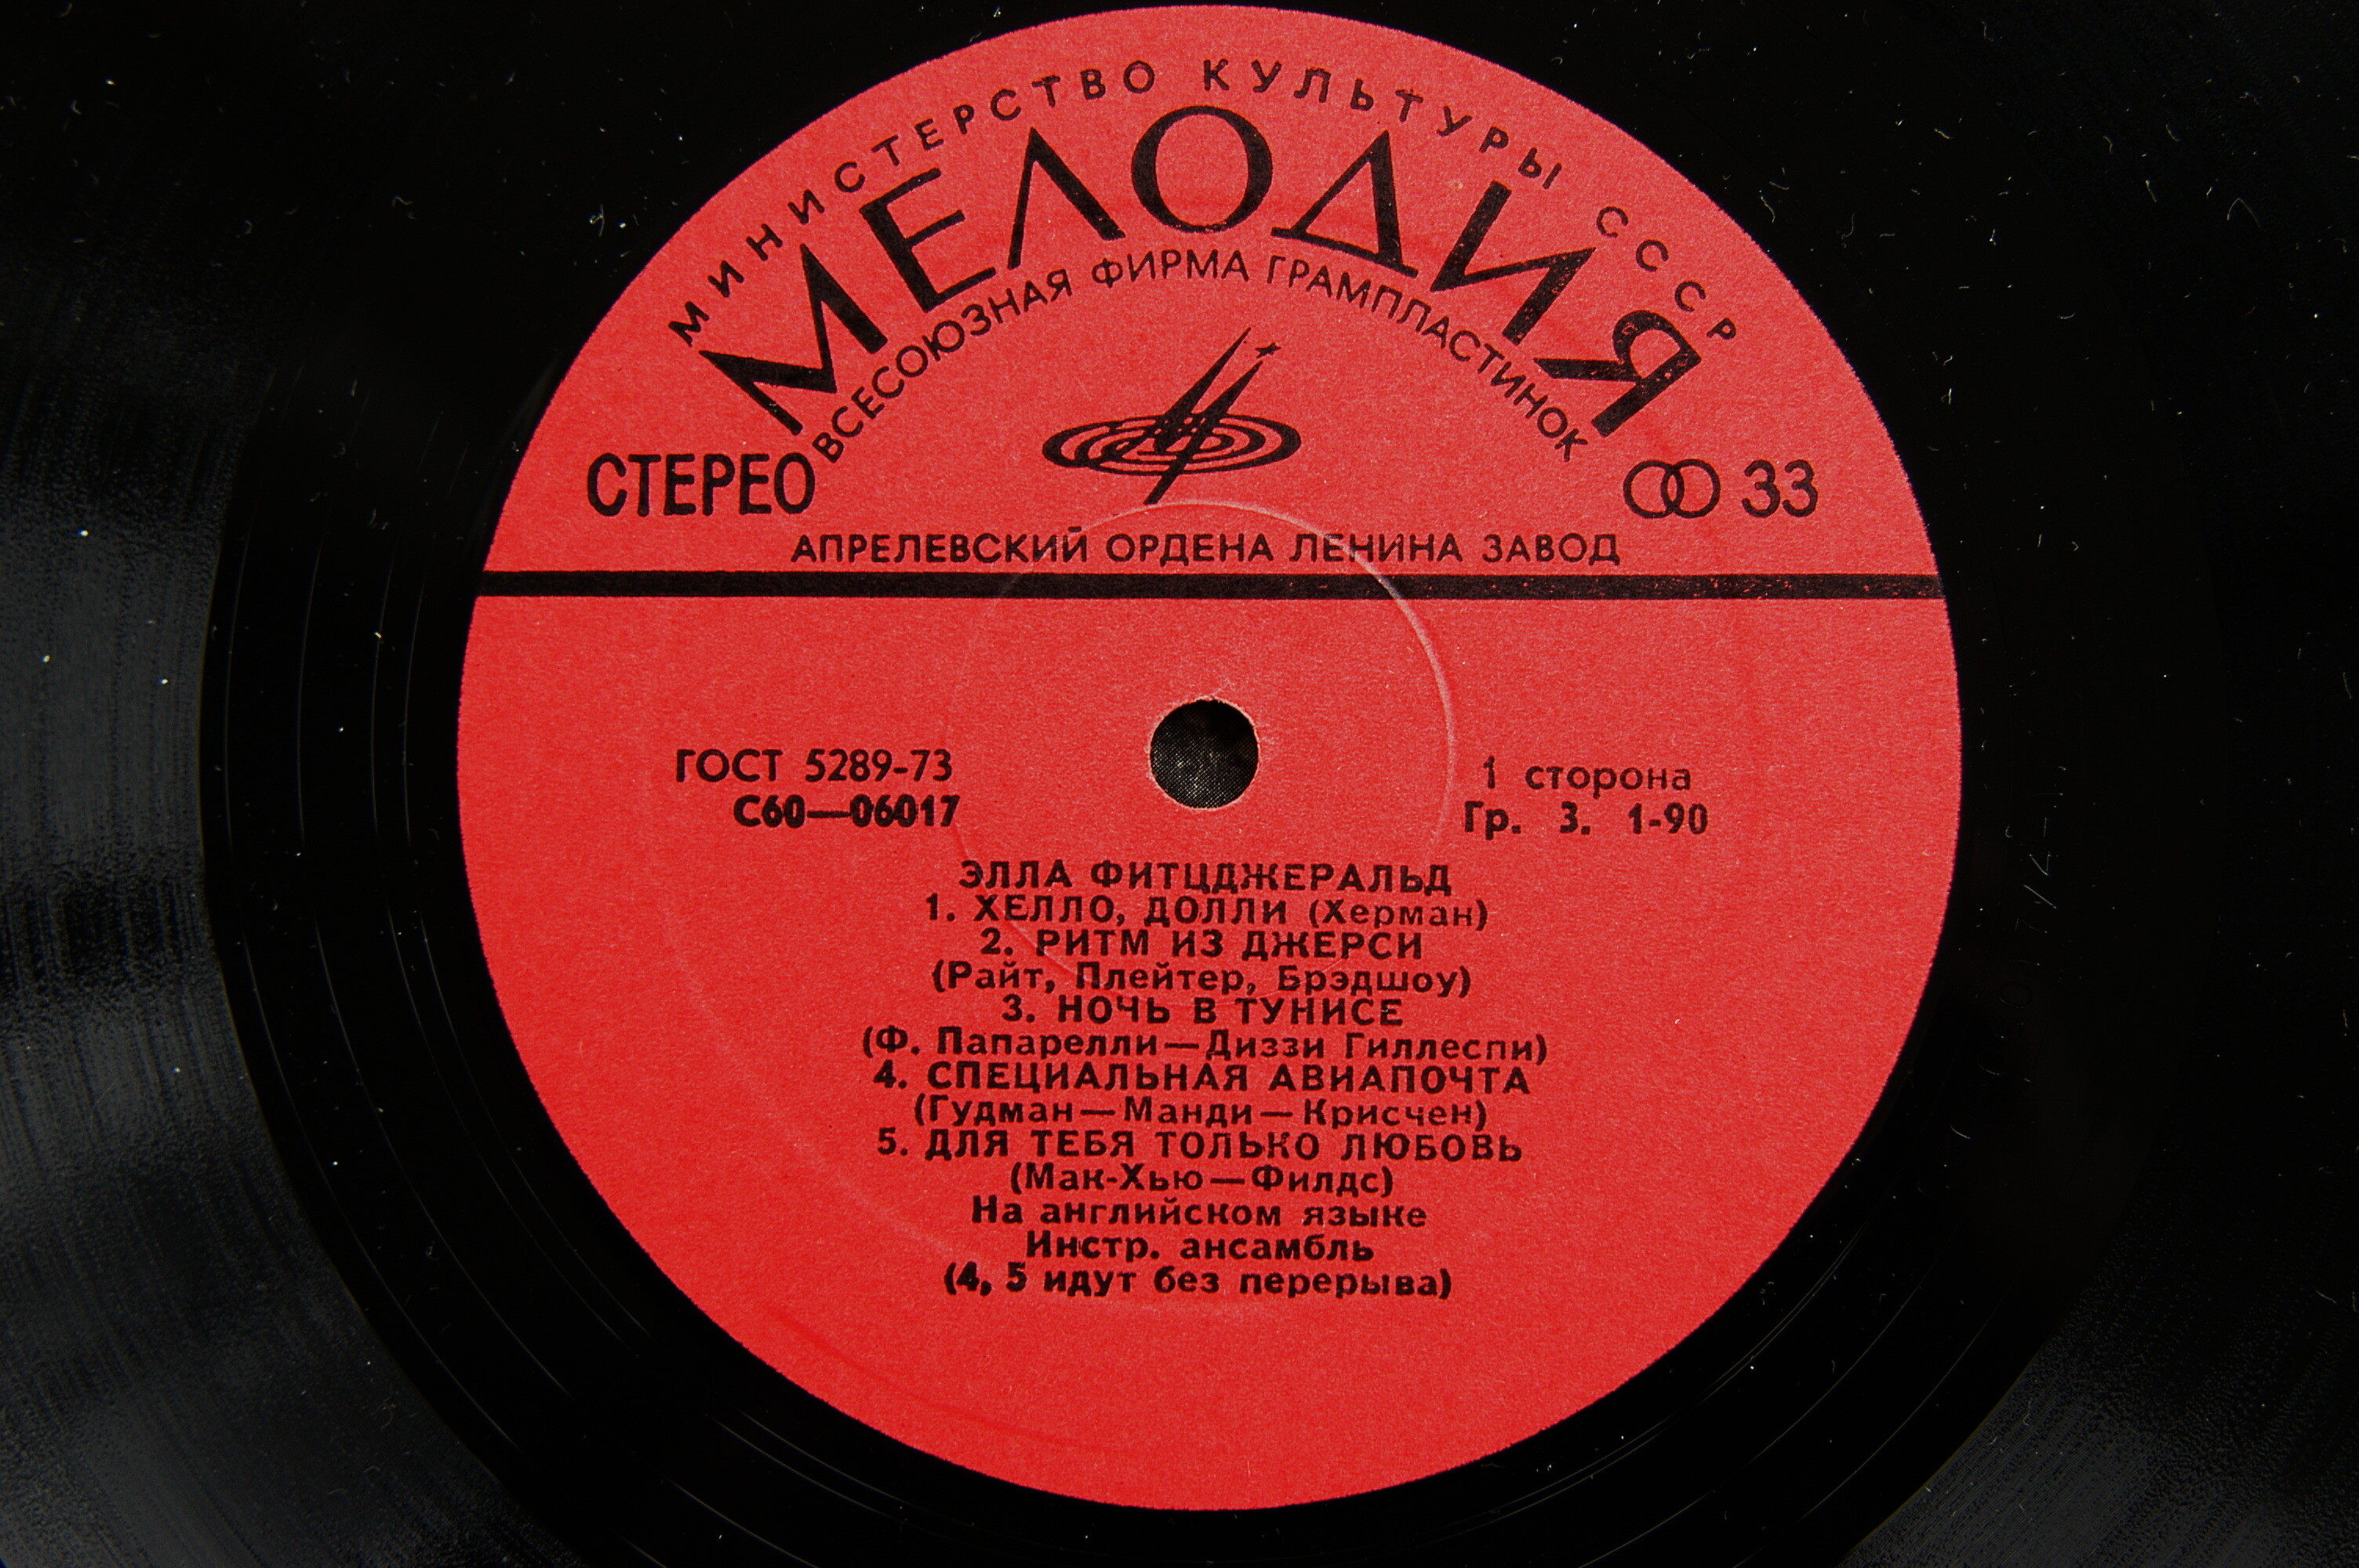 МИНИСТЕРСТВО КУЛЬТУРЫ СССР
МЕЛОДИЯ
ВСЕСОЮЗНАЯ ФИРМА ГРАМПЛАСТИНОК
СТЕРЕО
33
АПРЕЛЕВСКИЙ ОРДЕНА ЛЕНИНА ЗАВОД
ГОСТ 5289-73
С60—06017
1 сторона
Гр. 3. 1-90
ЭЛЛА ФИТЦДЖЕРАЛЬД
1. ХЕЛЛО, ДОЛЛИ (Херман)
2. РИТМ ИЗ ДЖЕРСИ
(Райт, Плейтер, Брэдшоу)
3. НОЧЬ В ТУНИСЕ
(Ф. Папарелли—Диззи Гиллеспи)
4. СПЕЦИАЛЬНАЯ АВИАПОЧТА
(Гудман—Манди—Крисчен)
5. ДЛЯ ТЕБЯ ТОЛЬКО ЛЮБОВЬ
(Мак-Хью—Филдс)
На английском языке
Инстр. ансамбль
(4, 5 идут без перерыва)